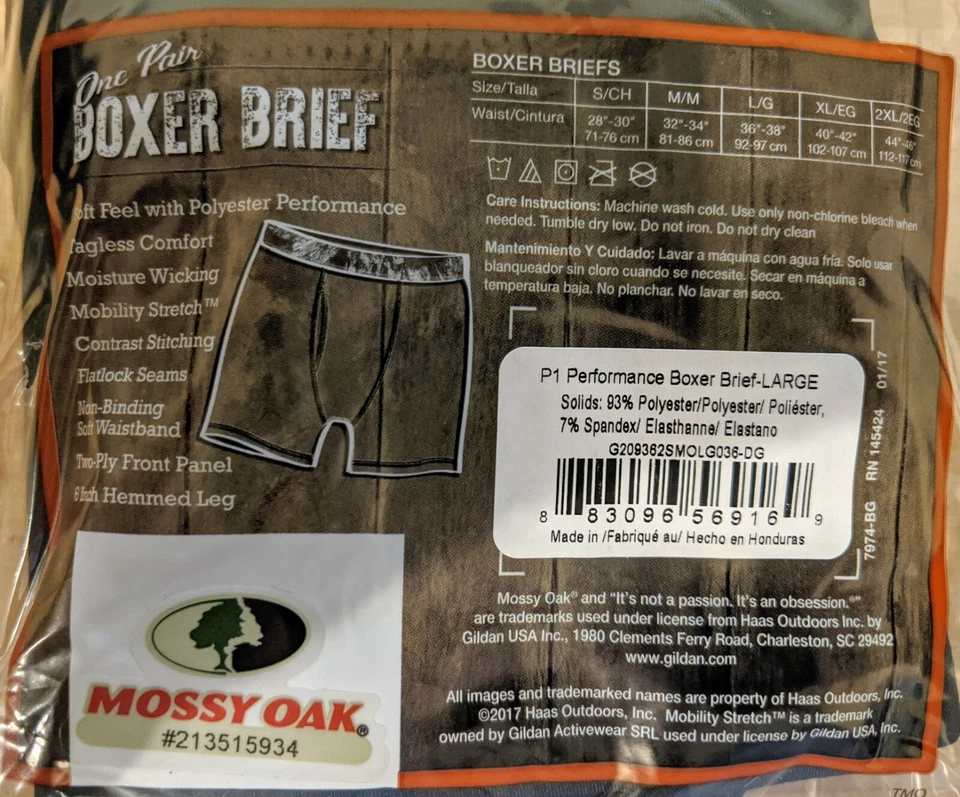 One Pair
BOXER BRIEF
oft Feel with Polyester Performance
agless Comfort
Moisture Wicking
Mobility Stretch™
Contrast Stitching
Flatlock Seams
Non-Binding
Soft Waistband
Two-Ply Front Panel
6 Inch Hemmed Leg
BOXER BRIEFS
Size/Talla S/CH M/M L/G XL/EG 2XL/2EG
Waist/Cintura 28"-30" 32"-34" 36"-38" 40"-42" 44"-46"
71-76 cm 81-86 cm 92-97 cm 102-107 cm 112-117 cm
Care Instructions: Machine wash cold. Use only non-chlorine bleach when
needed. Tumble dry low. Do not iron. Do not dry clean
Mantenimiento Y Cuidado: Lavar a máquina con agua fria. Solo usar
blanqueador sin cloro cuando se necesite. Secar en máquina a
temperatura baja. No planchar. No lavar en seco.
P1 Performance Boxer Brief-LARGE
Solids: 93% Polyester/Polyester/ Poliéster,
7% Spandex/ Elasthanne/ Elastano
G209362SMOLG036-DG
8 83096 56916 9
Made in /Fabriqué au/ Hecho en Honduras
7974-BG RN 145424 01/17
Mossy Oak® and “It's not a passion. It's an obsession.®”
are trademarks used under license from Haas Outdoors Inc. by
Gildan USA Inc., 1980 Clements Ferry Road, Charleston, SC 29492
www.gildan.com
All images and trademarked names are property of Haas Outdoors, Inc.
©2017 Haas Outdoors, Inc. Mobility Stretch™ is a trademark
owned by Gildan Activewear SRL used under license by Gildan USA, Inc.
MOSSY OAK®
#213515934
TMO